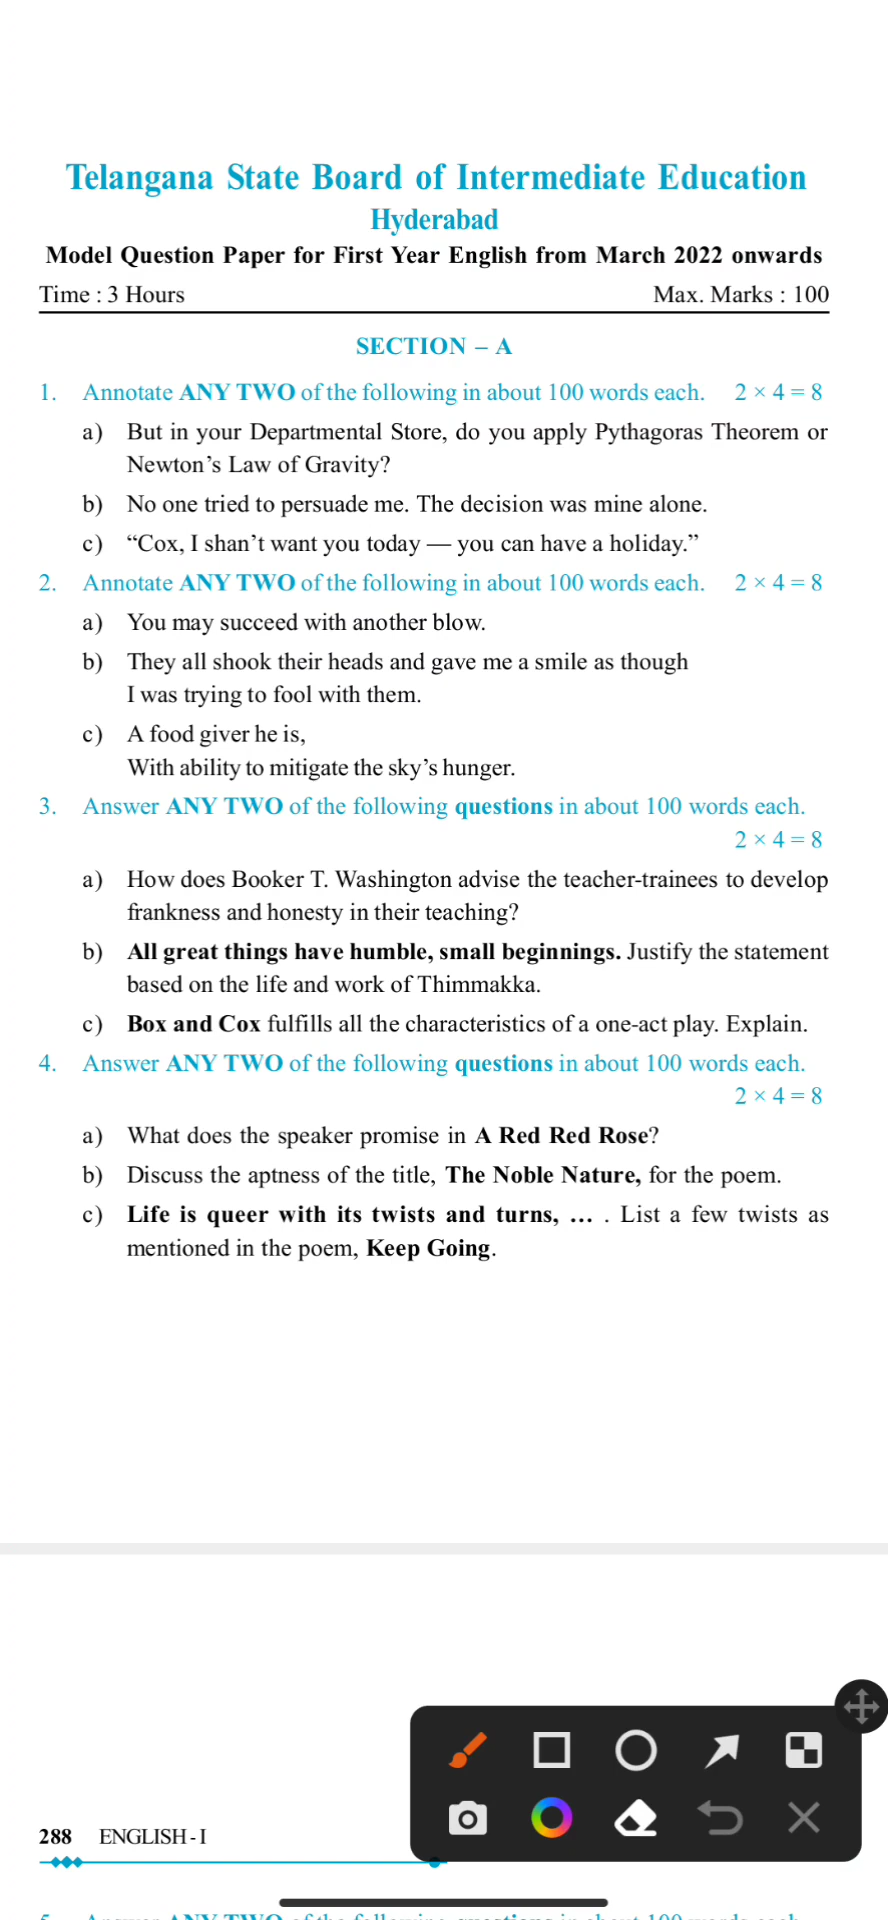 Telangana State Board of Intermediate Education
Hyderabad
Model Question Paper for First Year English from March 2022 onwards
Time : 3 Hours Max. Marks : 100
SECTION – A
1. Annotate ANY TWO of the following in about 100 words each. 2 × 4 = 8
a) But in your Departmental Store, do you apply Pythagoras Theorem or
Newton’s Law of Gravity?
b) No one tried to persuade me. The decision was mine alone.
c) “Cox, I shan’t want you today — you can have a holiday.”
2. Annotate ANY TWO of the following in about 100 words each. 2 × 4 = 8
a) You may succeed with another blow.
b) They all shook their heads and gave me a smile as though
I was trying to fool with them.
c) A food giver he is,
With ability to mitigate the sky’s hunger.
3. Answer ANY TWO of the following questions in about 100 words each.
2 × 4 = 8
a) How does Booker T. Washington advise the teacher-trainees to develop
frankness and honesty in their teaching?
b) All great things have humble, small beginnings. Justify the statement
based on the life and work of Thimmakka.
c) Box and Cox fulfills all the characteristics of a one-act play. Explain.
4. Answer ANY TWO of the following questions in about 100 words each.
2 × 4 = 8
a) What does the speaker promise in A Red Red Rose?
b) Discuss the aptness of the title, The Noble Nature, for the poem.
c) Life is queer with its twists and turns, ... . List a few twists as
mentioned in the poem, Keep Going.
288 ENGLISH - I